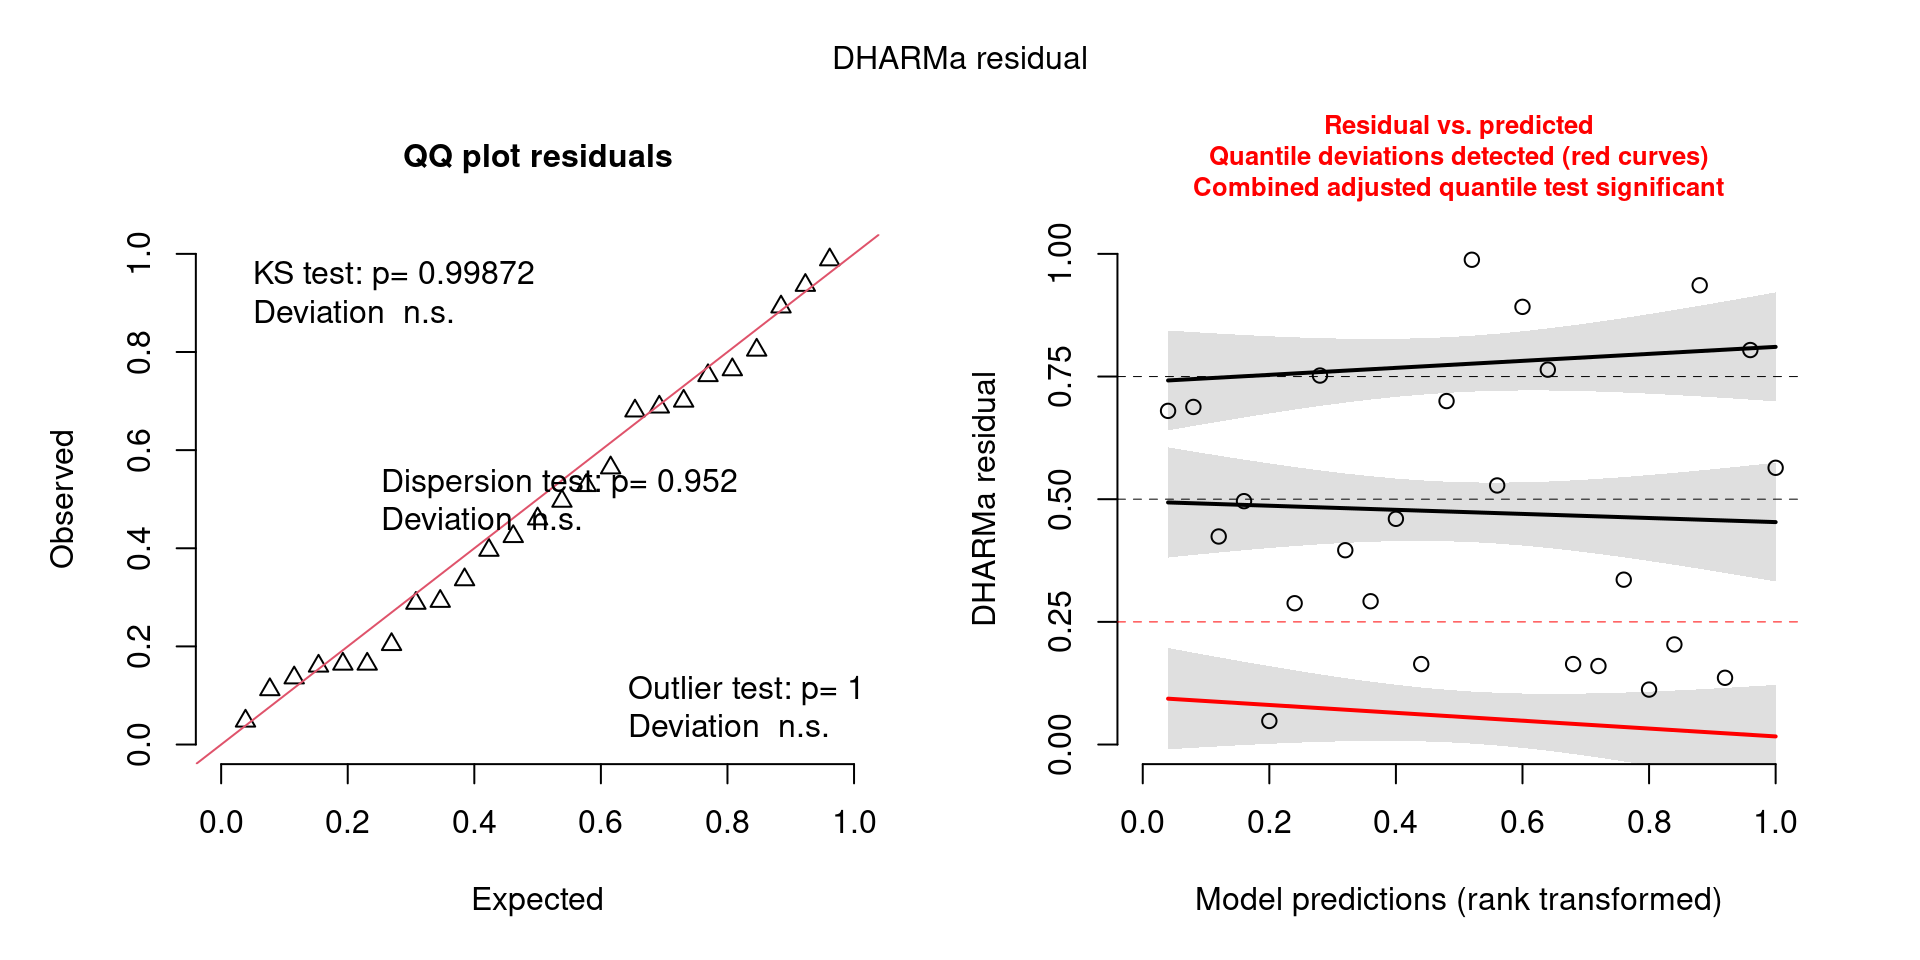 DHARMa residual
QQ plot residuals
KS test: p= 0.99872
Deviation  n.s.
Dispersion test: p= 0.952
Deviation  n.s.
Outlier test: p= 1
Deviation  n.s.
Observed
0.0
0.2
0.4
0.6
0.8
1.0
0.0 0.2 0.4 0.6 0.8 1.0
Expected
Residual vs. predicted
Quantile deviations detected (red curves)
Combined adjusted quantile test significant
DHARMa residual
0.00
0.25
0.50
0.75
1.00
0.0 0.2 0.4 0.6 0.8 1.0
Model predictions (rank transformed)